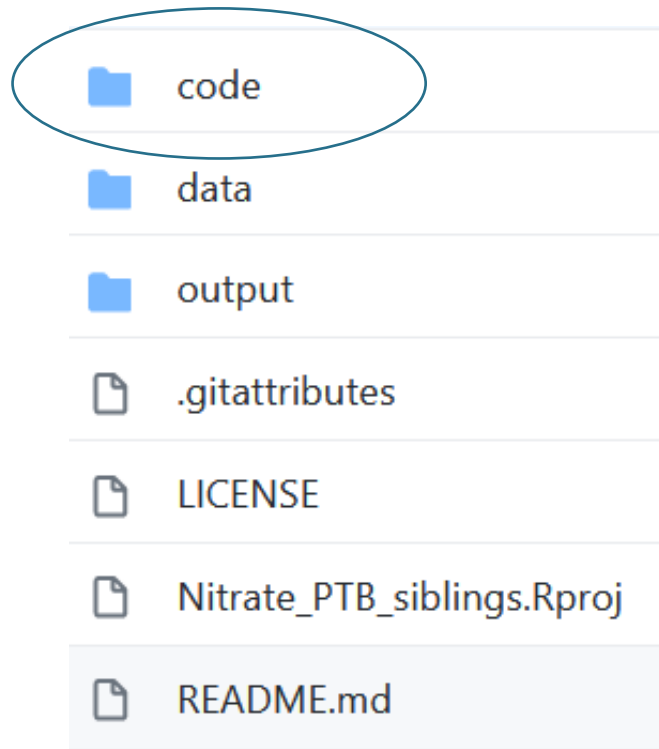 code
data
output
.gitattributes
LICENSE
Nitrate_PTB_siblings.Rproj
README.md